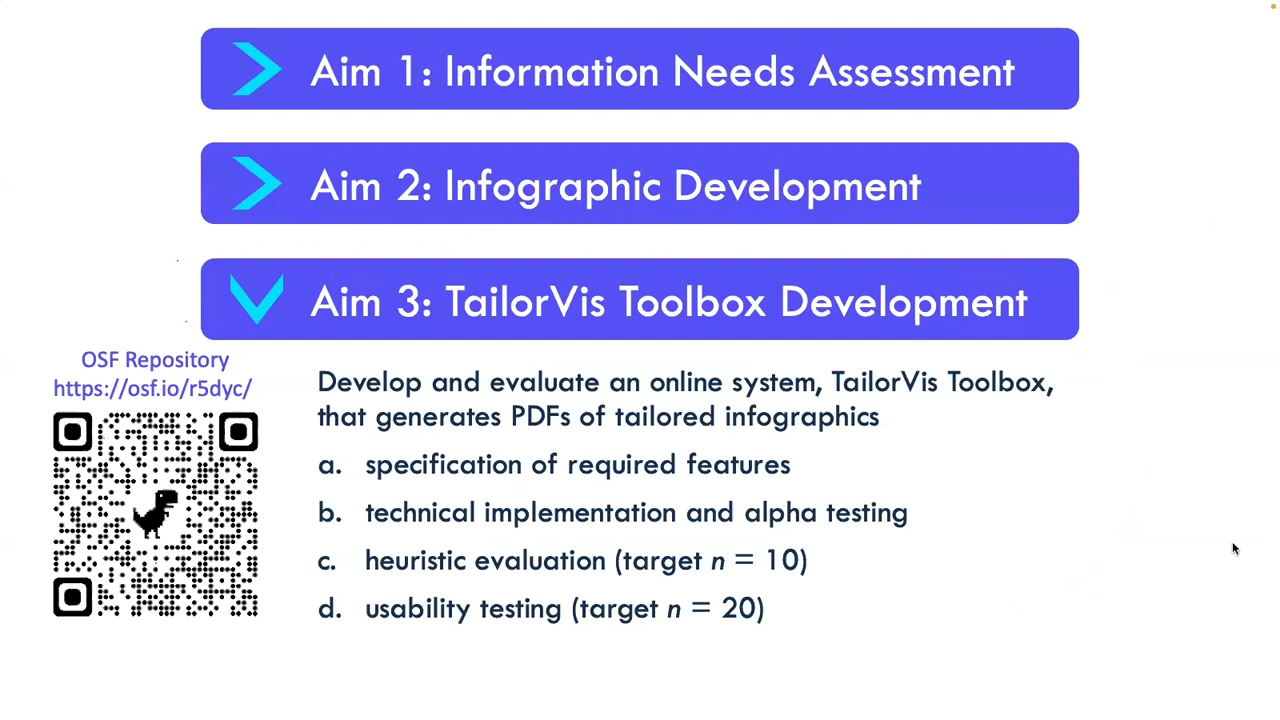 Aim 1: Information Needs Assessment
Aim 2: Infographic Development
Aim 3: TailorVis Toolbox Development
OSF Repository
https://osf.io/r5dyc/
Develop and evaluate an online system, TailorVis Toolbox,
that generates PDFs of tailored infographics
a. specification of required features
b. technical implementation and alpha testing
c. heuristic evaluation (target n = 10)
d. usability testing (target n = 20)